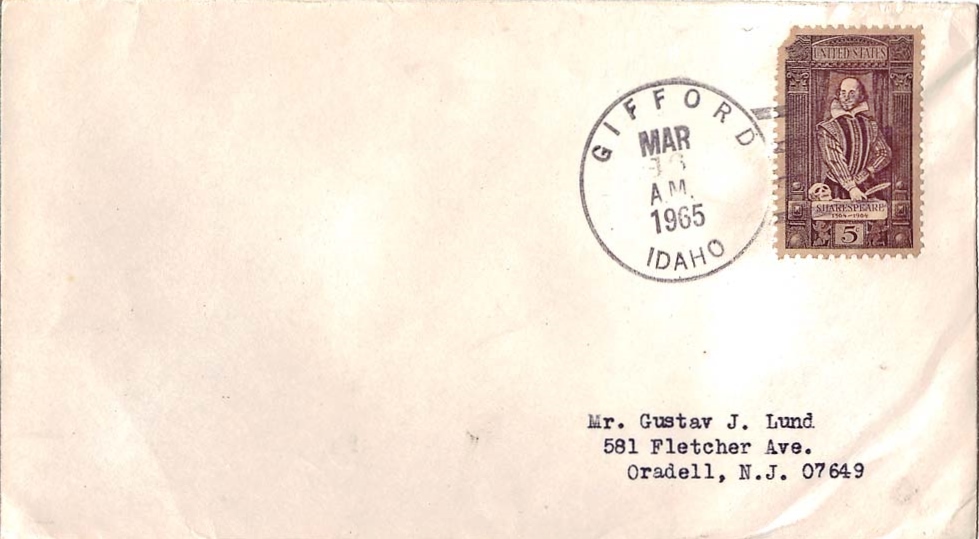 GIFFORD
MAR
A.M.
1965
IDAHO
UNITED STATES
SHAKESPEARE
1564-1964
5¢
Mr. Gustav J. Lund
581 Fletcher Ave.
Oradell, N.J. 07649